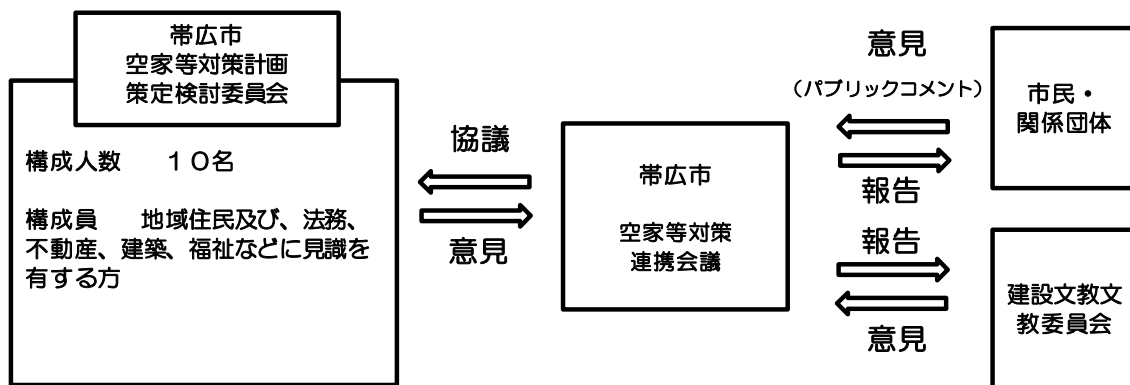 帯広市
空家等対策計画
策定検討委員会
構成人数　　１０名
構成員　　地域住民及び、法務、
不動産、建築、福祉などに見識を
有する方
協議
意見
帯広市
空家等対策
連携会議
意見
（パブリックコメント）
報告
市民・
関係団体
報告
意見
建設文教文
教委員会